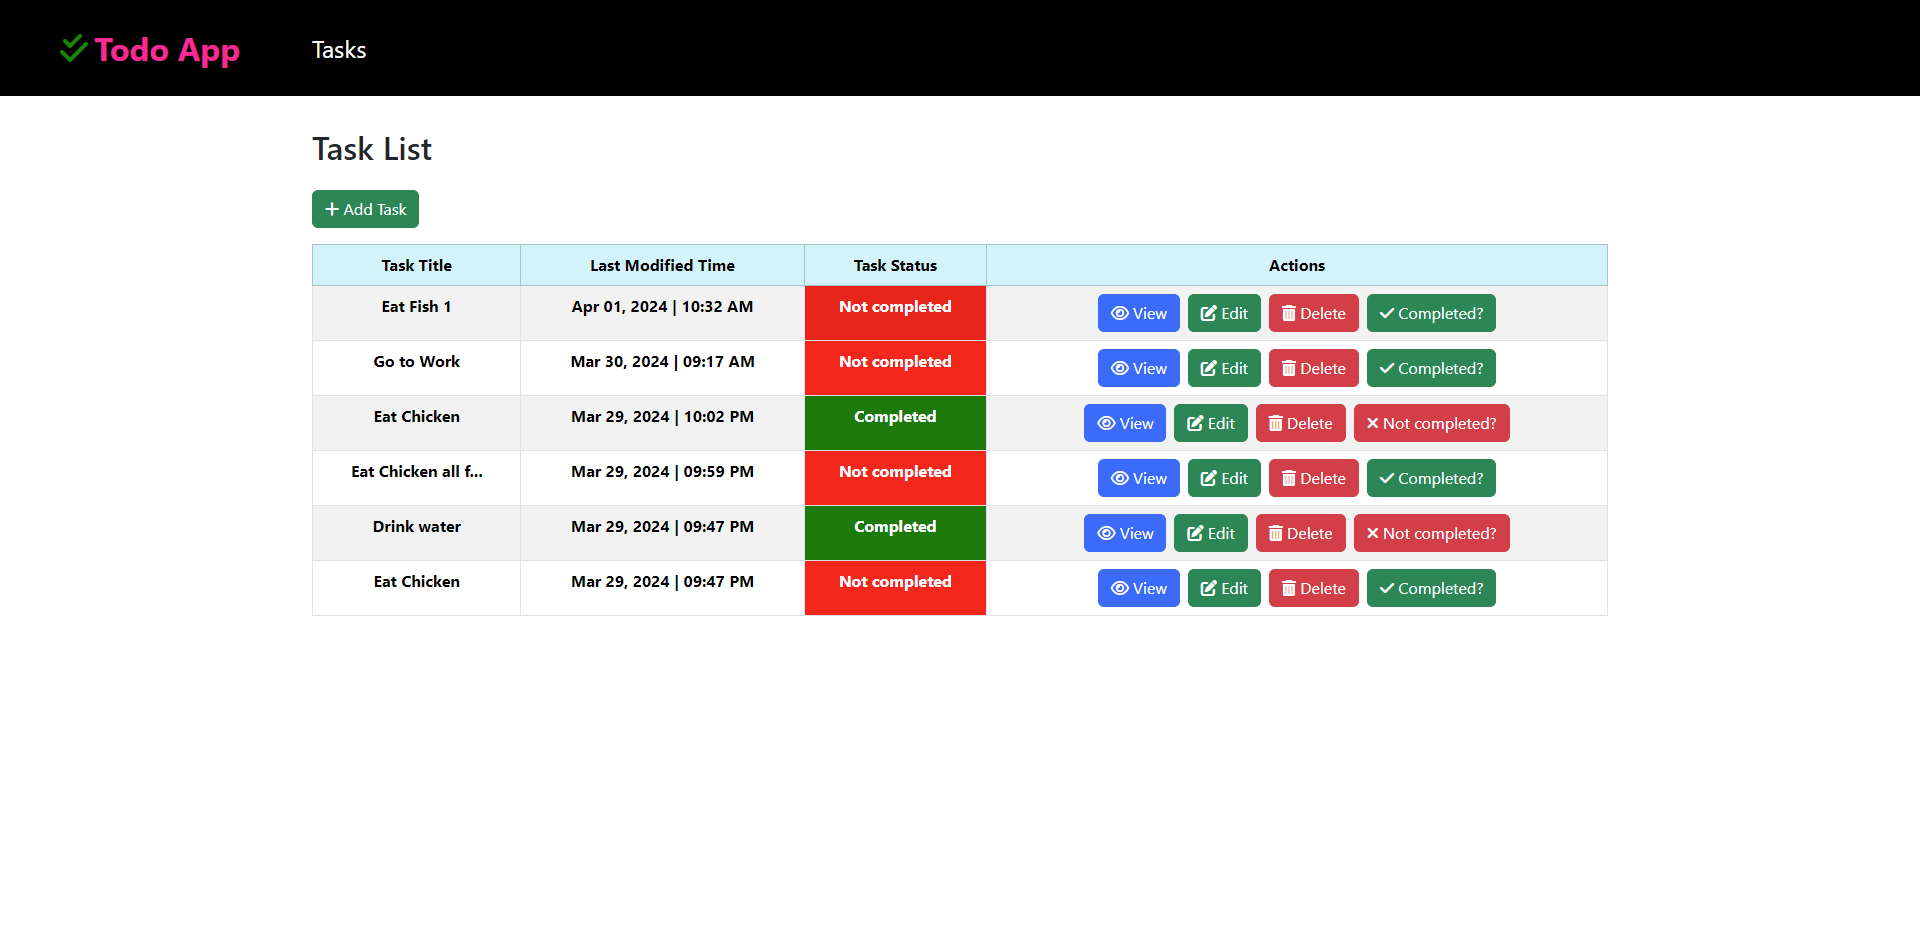 Todo App Tasks
Task List
Add Task
Task Title Last Modified Time Task Status Actions
Eat Fish 1 Apr 01, 2024 | 10:32 AM Not completed View Edit Delete Completed?
Go to Work Mar 30, 2024 | 09:17 AM Not completed View Edit Delete Completed?
Eat Chicken Mar 29, 2024 | 10:02 PM Completed View Edit Delete Not completed?
Eat Chicken all f... Mar 29, 2024 | 09:59 PM Not completed View Edit Delete Completed?
Drink water Mar 29, 2024 | 09:47 PM Completed View Edit Delete Not completed?
Eat Chicken Mar 29, 2024 | 09:47 PM Not completed View Edit Delete Completed?